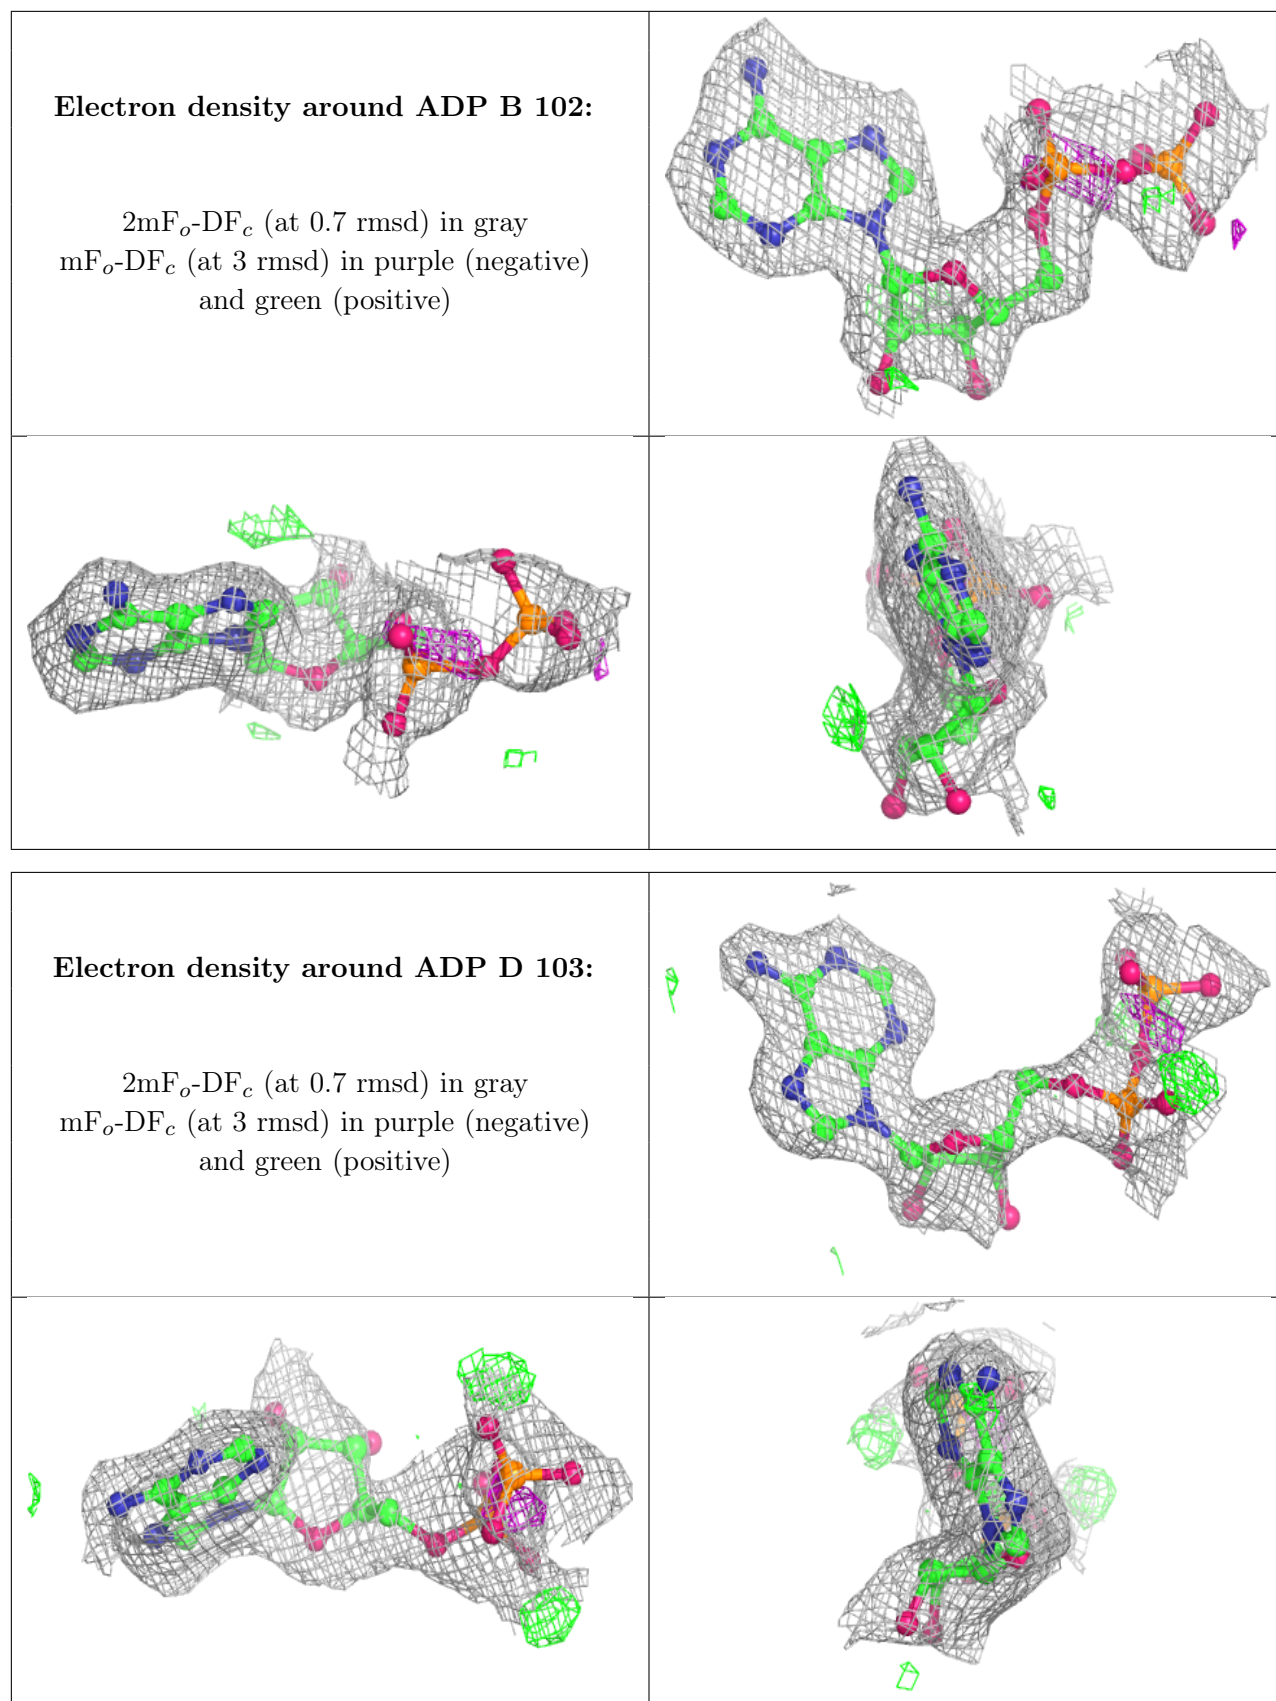 Electron density around ADP B 102:
2mFo-DFc (at 0.7 rmsd) in gray
mFo-DFc (at 3 rmsd) in purple (negative)
and green (positive)
Electron density around ADP D 103:
2mFo-DFc (at 0.7 rmsd) in gray
mFo-DFc (at 3 rmsd) in purple (negative)
and green (positive)